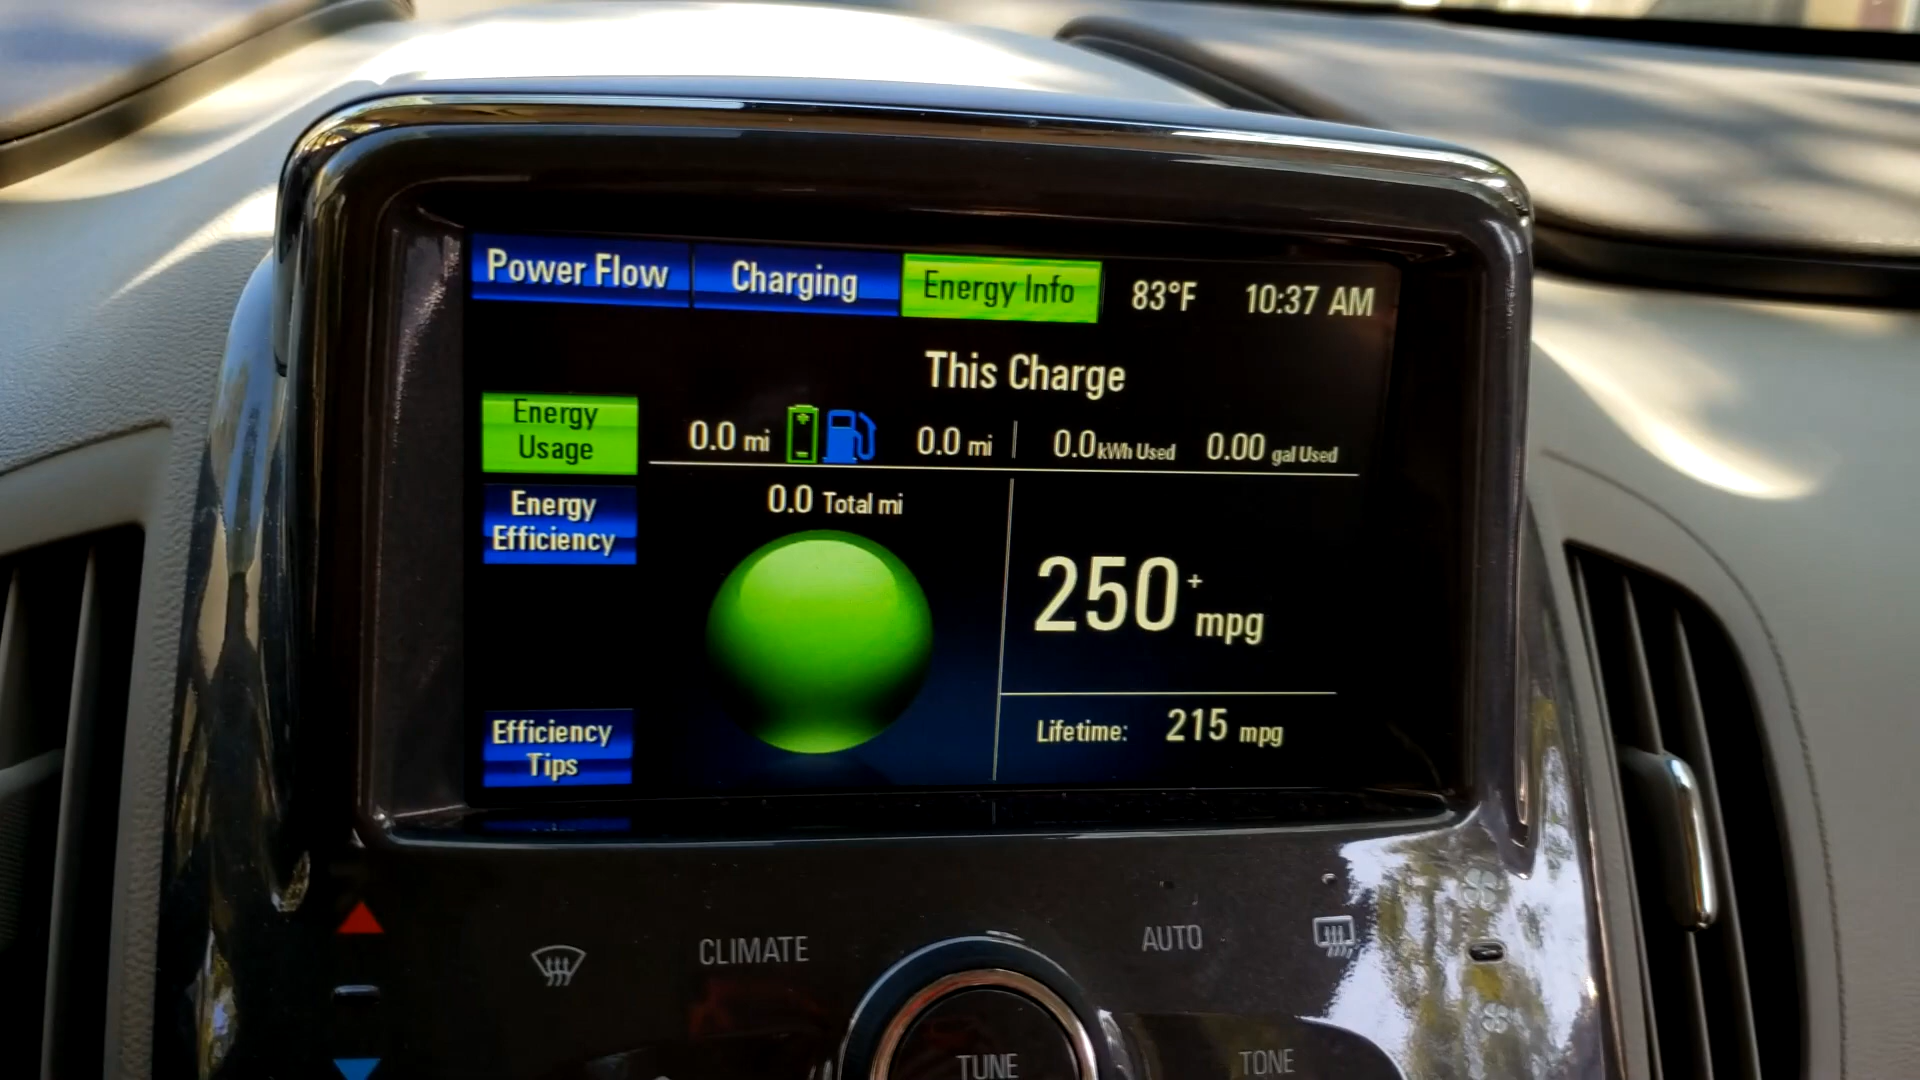 Power Flow Charging Energy Info 83°F 10:37 AM
This Charge
Energy
Usage
0.0 mi 0.0 mi 0.0 kWh Used 0.00 gal Used
0.0 Total mi
Energy
Efficiency
250+ mpg
Lifetime: 215 mpg
Efficiency
Tips
CLIMATE AUTO
TUNE TONE